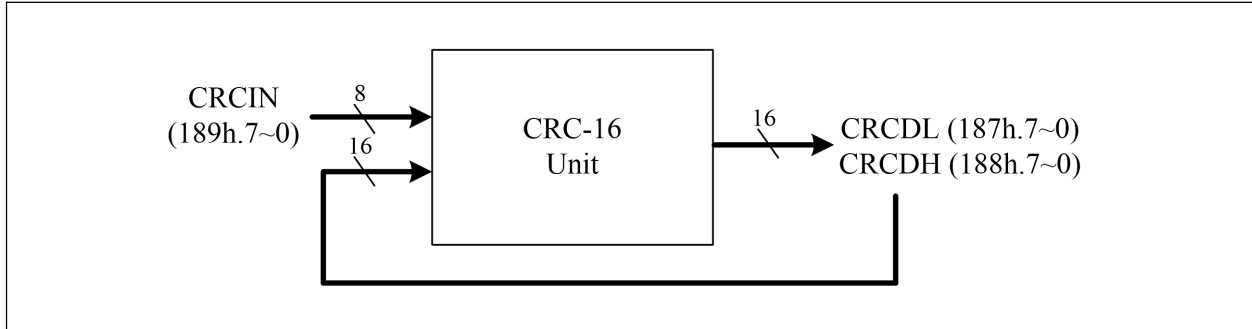 CRCIN
(189h.7~0)
8
16
CRC-16
Unit
16
CRCDL (187h.7~0)
CRCDH (188h.7~0)